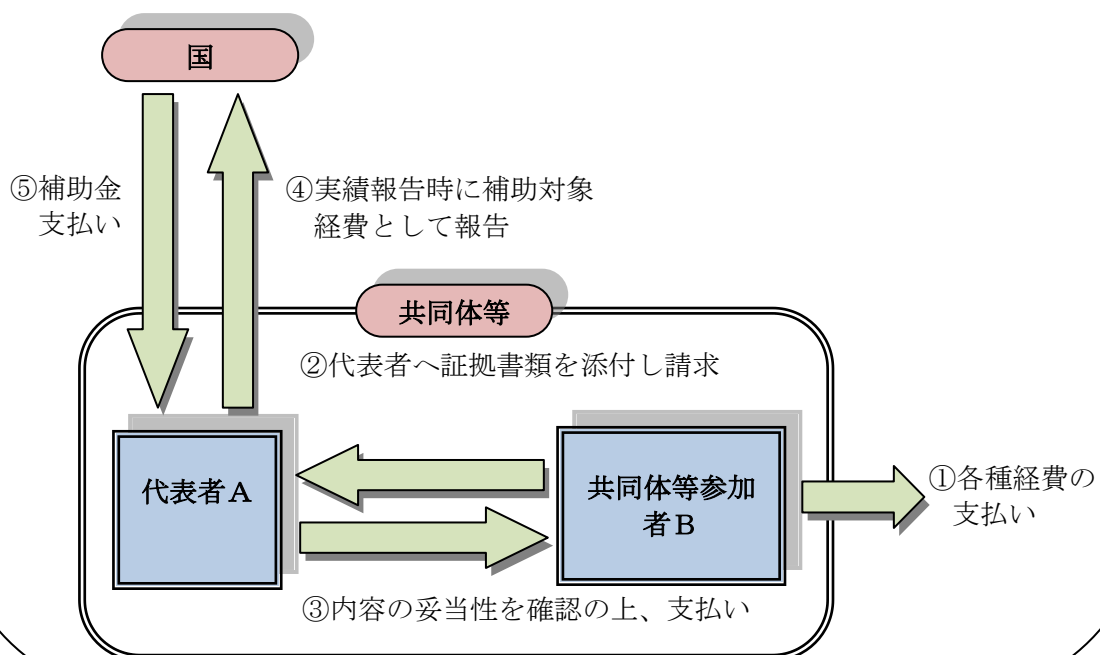 国
⑤補助金
支払い
④実績報告時に補助対象
経費として報告
共同体等
②代表者へ証拠書類を添付し請求
代表者A
共同体等参加
者B
①各種経費の
支払い
③内容の妥当性を確認の上、支払い